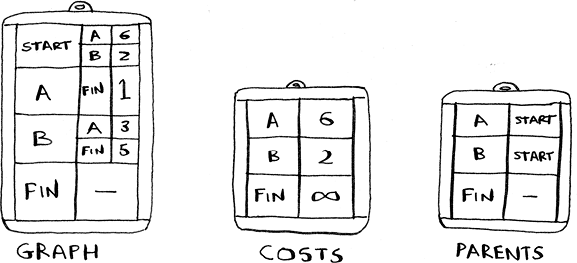 START A 6
B 2
A FIN 1
B A 3
FIN 5
FIN —
GRAPH
A 6
B 2
FIN ∞
COSTS
A START
B START
FIN —
PARENTS